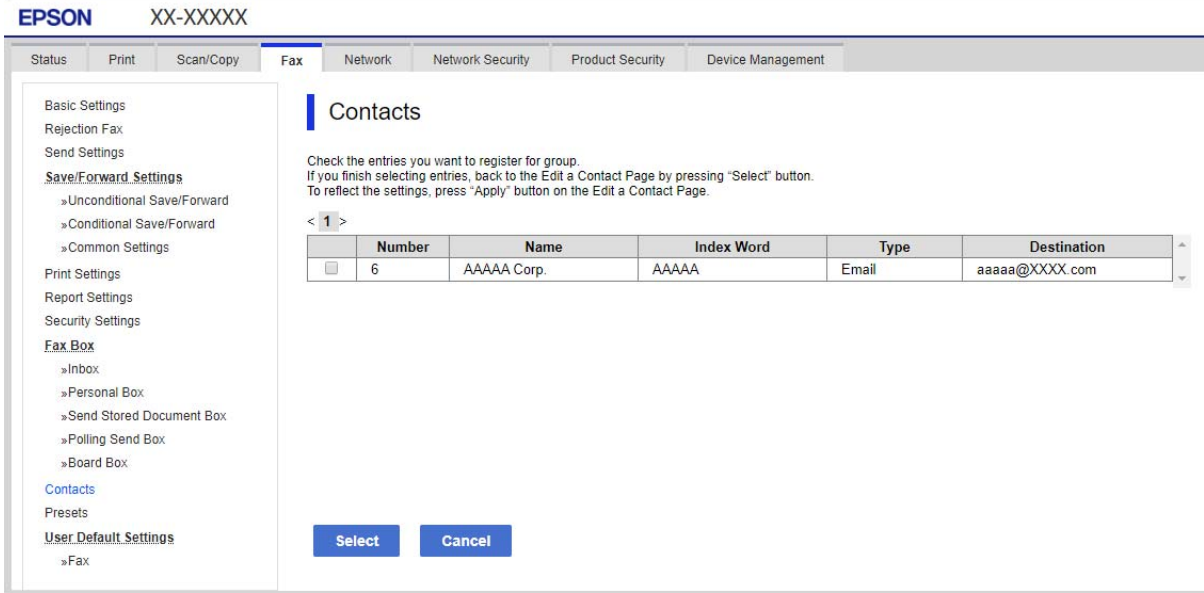 EPSON XX-XXXXX
Status Print Scan/Copy Fax Network Network Security Product Security Device Management
Basic Settings
Rejection Fax
Send Settings
Save/Forward Settings
»Unconditional Save/Forward
»Conditional Save/Forward
»Common Settings
Print Settings
Report Settings
Security Settings
Fax Box
»Inbox
»Personal Box
»Send Stored Document Box
»Polling Send Box
»Board Box
Contacts
Presets
User Default Settings
»Fax
Contacts
Check the entries you want to register for group.
If you finish selecting entries, back to the Edit a Contact Page by pressing “Select” button.
To reflect the settings, press “Apply” button on the Edit a Contact Page.
< 1 >
Number Name Index Word Type Destination
6 AAAAA Corp. AAAAA Email aaaaa@XXXX.com
Select Cancel